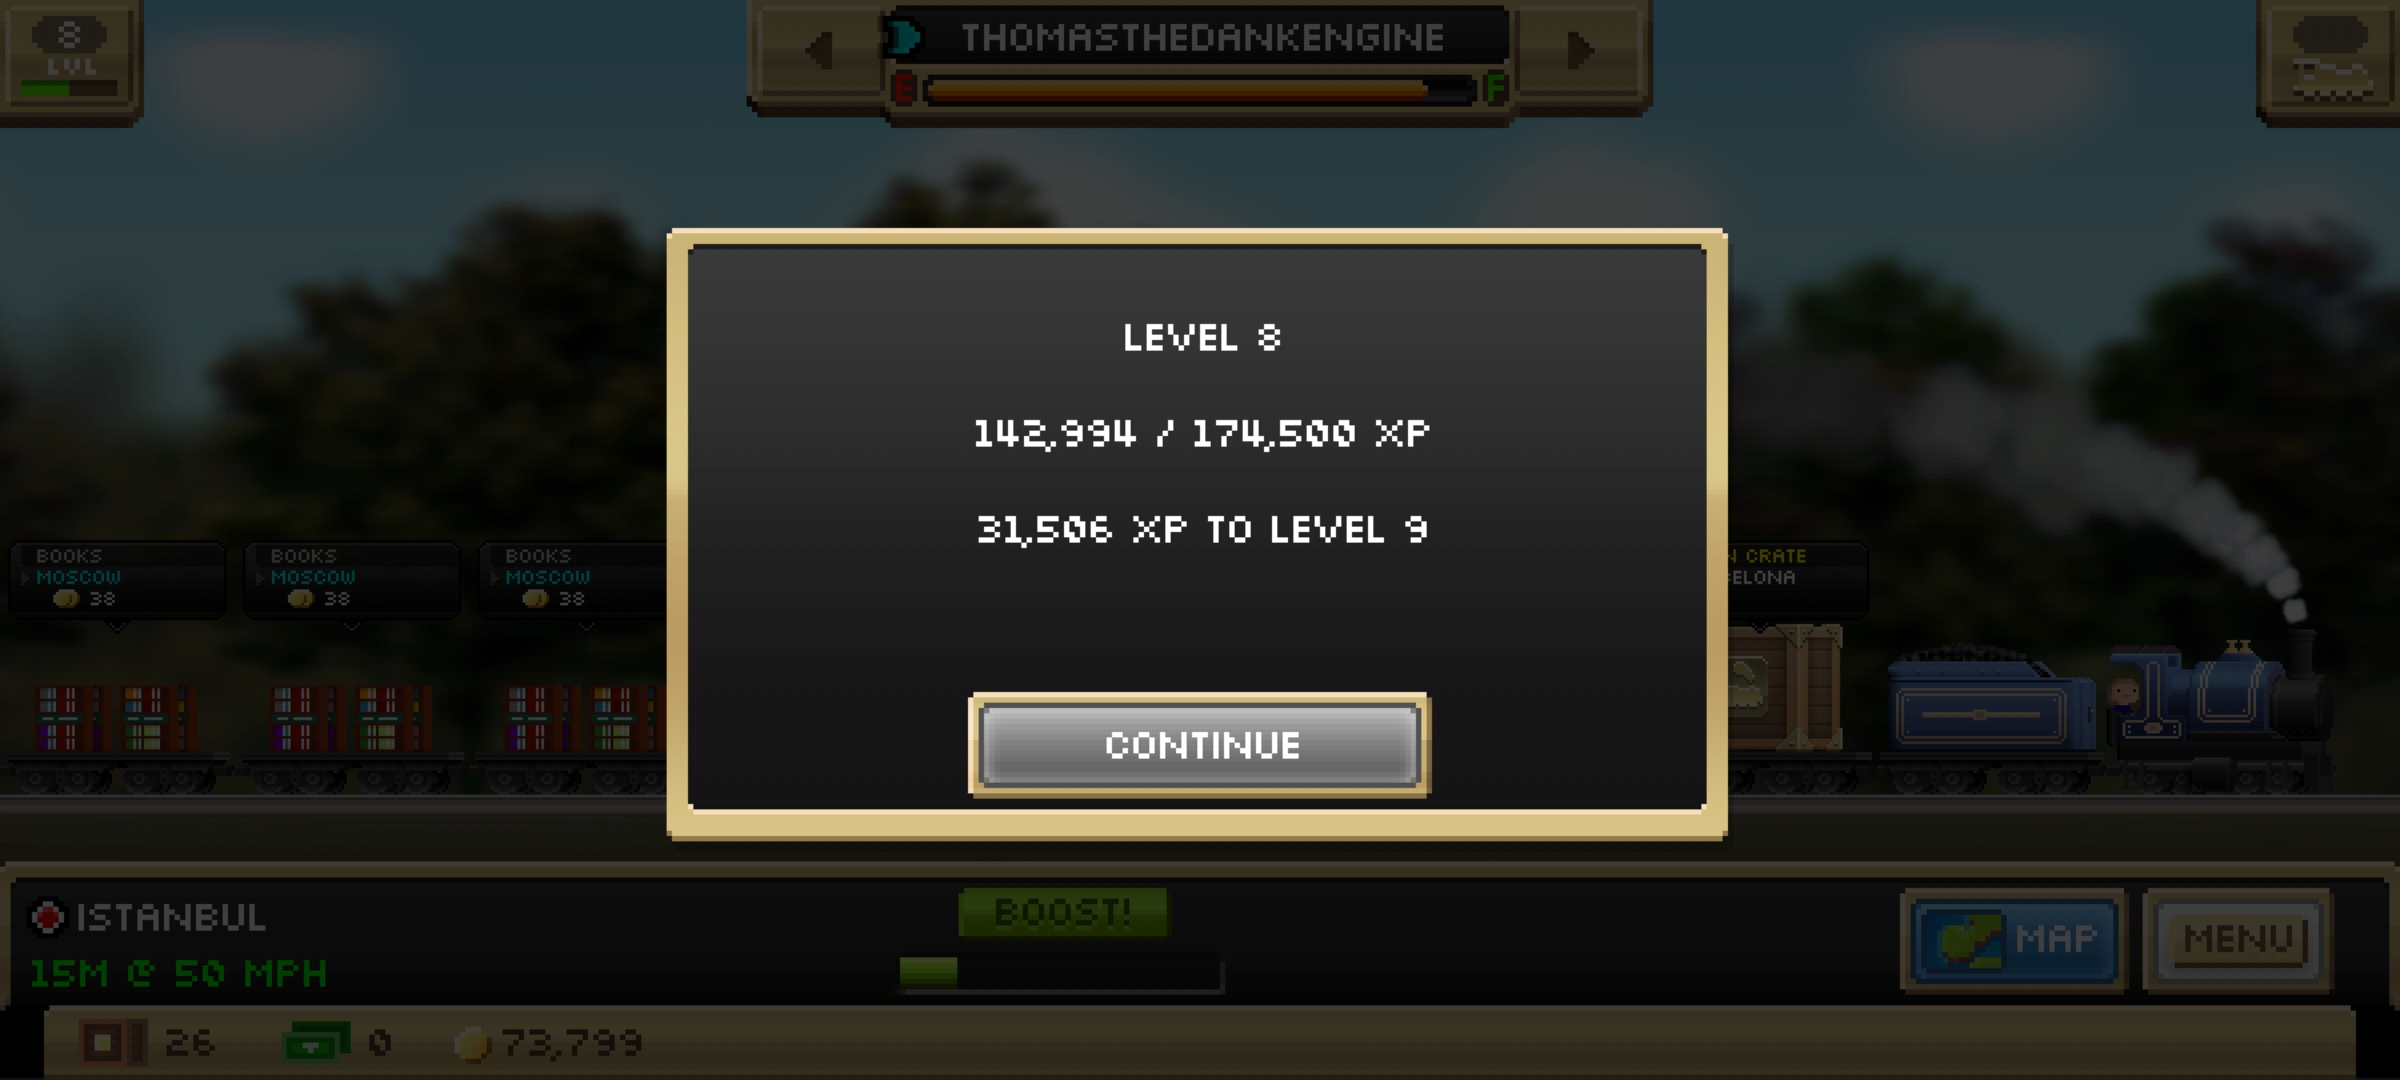 8
LVL
THOMASTHEDANKENGINE
E
F
LEVEL 8
142,994 / 174,500 XP
31,506 XP TO LEVEL 9
CONTINUE
BOOKS
MOSCOW
38
BOOKS
MOSCOW
38
BOOKS
MOSCOW
38
N CRATE
ELONA
ISTANBUL
15M @ 50 MPH
BOOST!
MAP
MENU
26
0
73,799